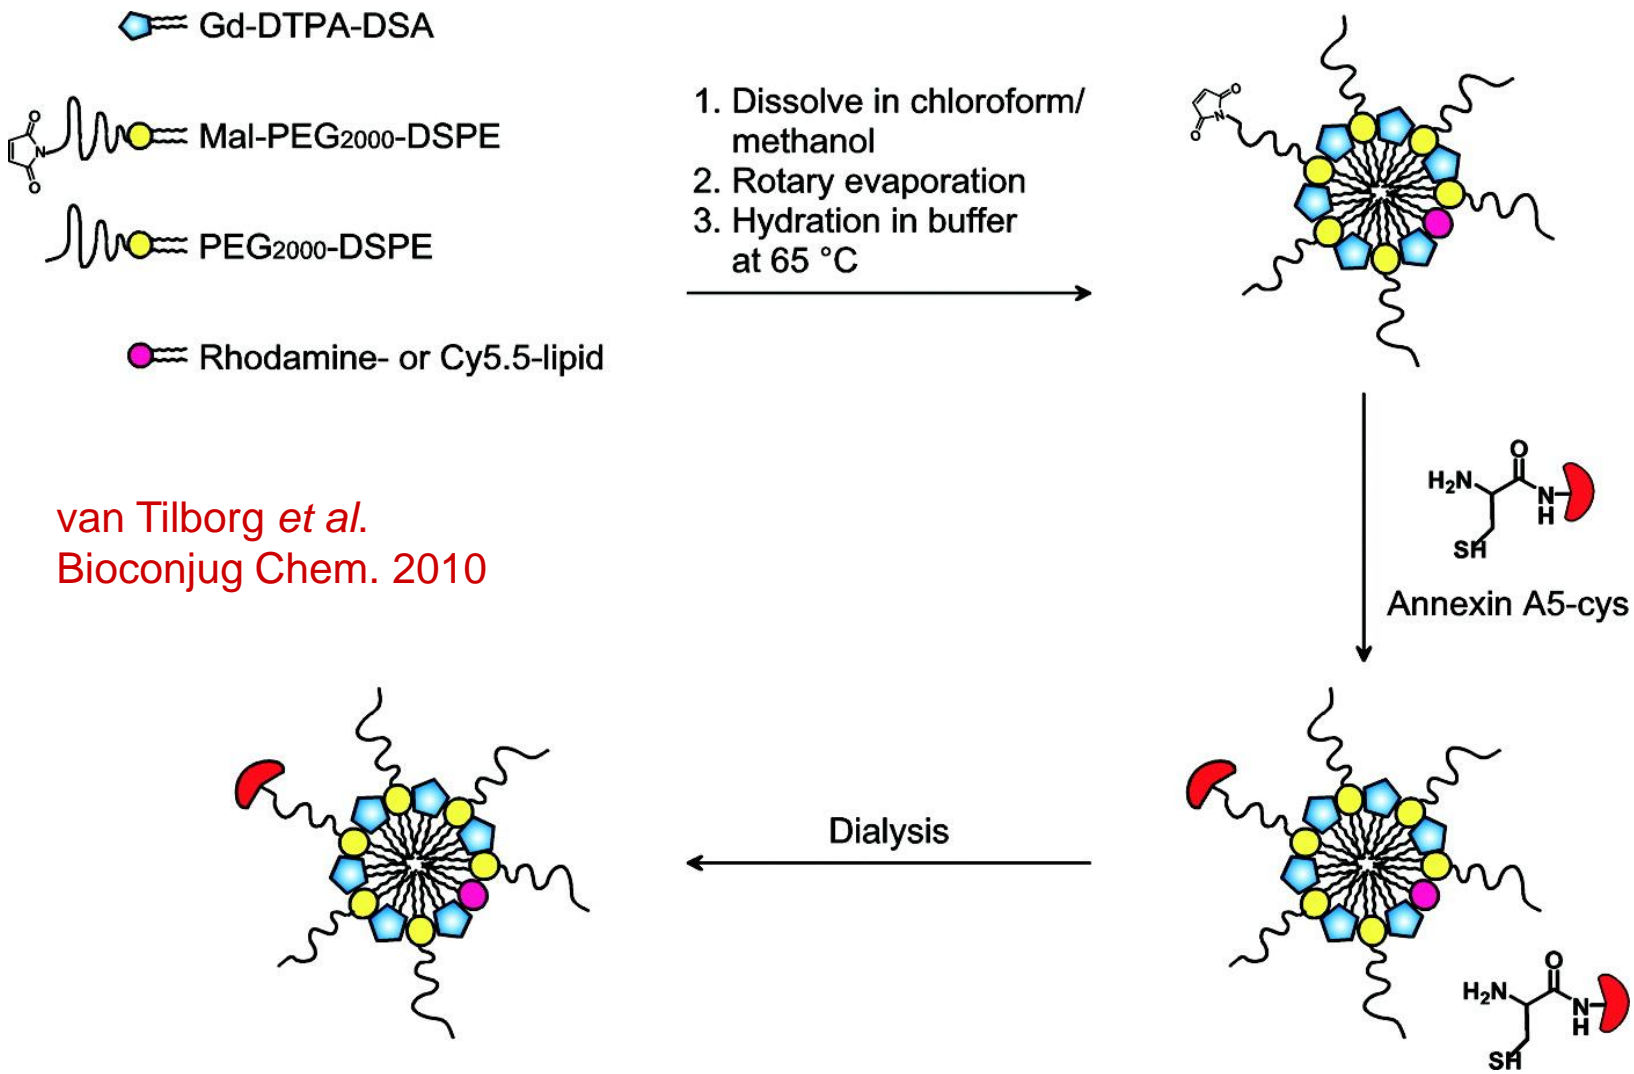 Gd-DTPA-DSA
Mal-PEG2000-DSPE
PEG2000-DSPE
Rhodamine- or Cy5.5-lipid
1. Dissolve in chloroform/
methanol
2. Rotary evaporation
3. Hydration in buffer
at 65 °C
O
N
O
O
N
O
O
H2N
N
H
SH
Annexin A5-cys
van Tilborg et al.
Bioconjug Chem. 2010
Dialysis
O
H2N
N
H
SH